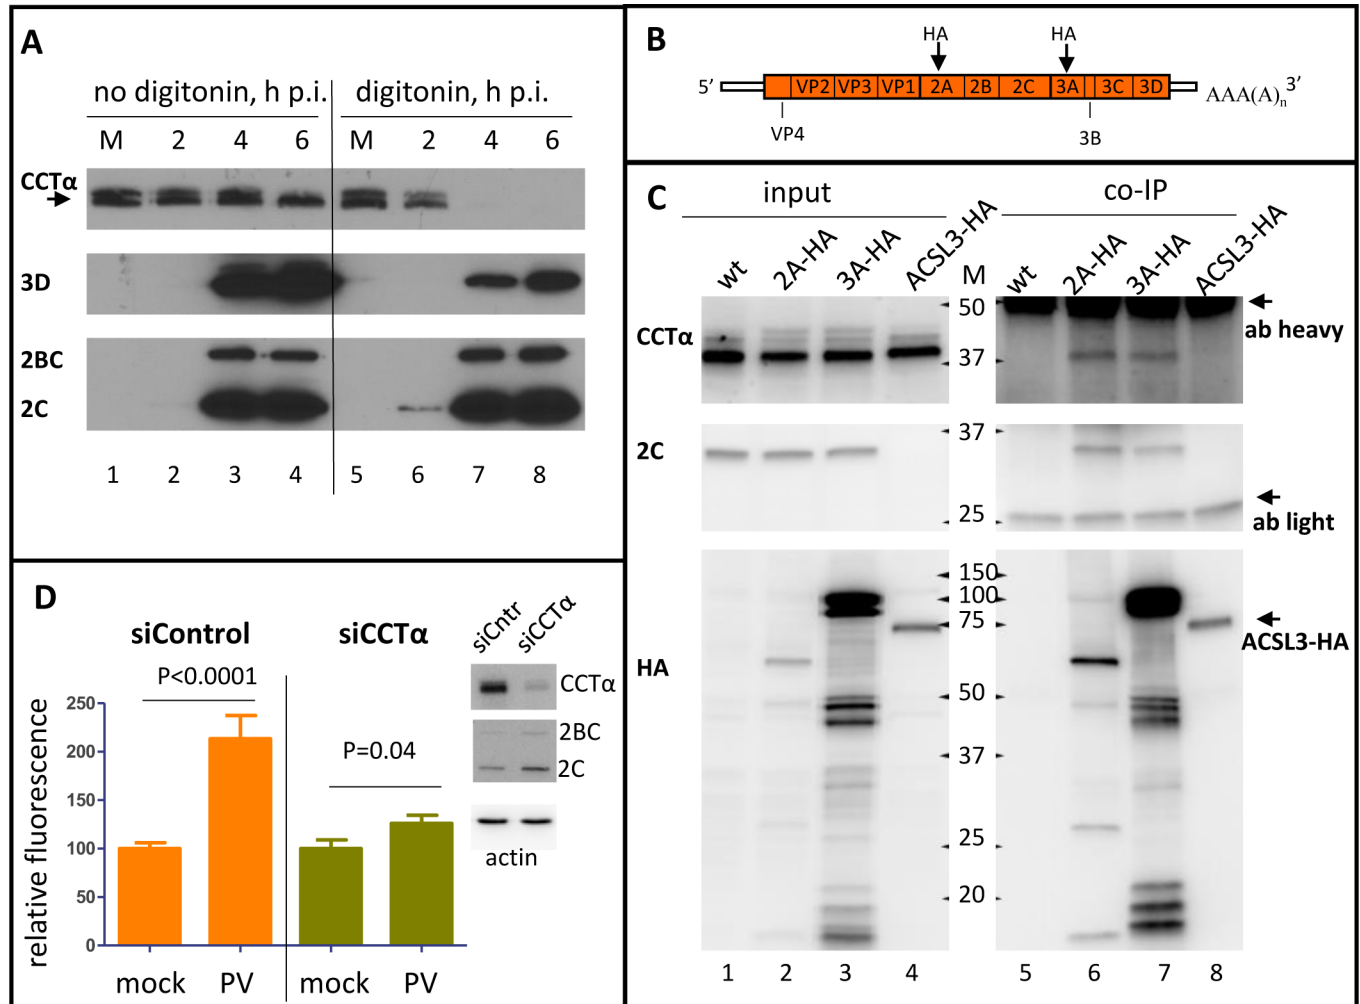 A
no digitonin, h p.i. digitonin, h p.i.
M 2 4 6 M 2 4 6
CCTα
3D
2BC
2C
1 2 3 4 5 6 7 8
B
HA HA
5′ VP2 VP3 VP1 2A 2B 2C 3A 3C 3D AAA(A)n 3′
VP4 3B
C
input co-IP
wt 2A-HA 3A-HA ACSL3-HA M wt 2A-HA 3A-HA ACSL3-HA
CCTα 50 ab heavy
37
2C 37
25 ab light
HA 150
100
75 ACSL3-HA
50
37
25
20
1 2 3 4 5 6 7 8
D
siControl siCCTα
P<0.0001
P=0.04
relative fluorescence
250
200
150
100
50
0
mock PV mock PV
siCntr siCCTα
CCTα
2BC
2C
actin